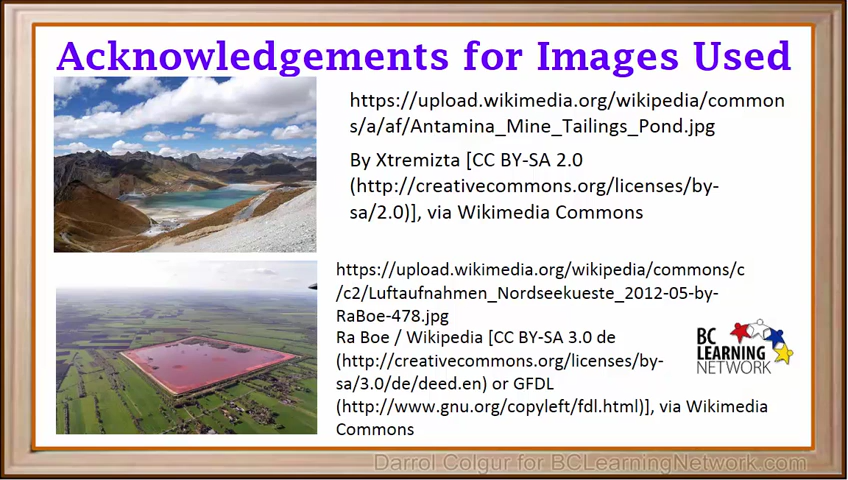 Acknowledgements for Images Used
https://upload.wikimedia.org/wikipedia/common
s/a/af/Antamina_Mine_Tailings_Pond.jpg
By Xtremizta [CC BY-SA 2.0
(http://creativecommons.org/licenses/by-
sa/2.0)], via Wikimedia Commons
https://upload.wikimedia.org/wikipedia/commons/c
/c2/Luftaufnahmen_Nordseekueste_2012-05-by-
RaBoe-478.jpg
Ra Boe / Wikipedia [CC BY-SA 3.0 de
(http://creativecommons.org/licenses/by-
sa/3.0/de/deed.en) or GFDL
(http://www.gnu.org/copyleft/fdl.html)], via Wikimedia
Commons
BC
LEARNING
NETWORK
Darrol Colgur for BCLearningNetwork.com